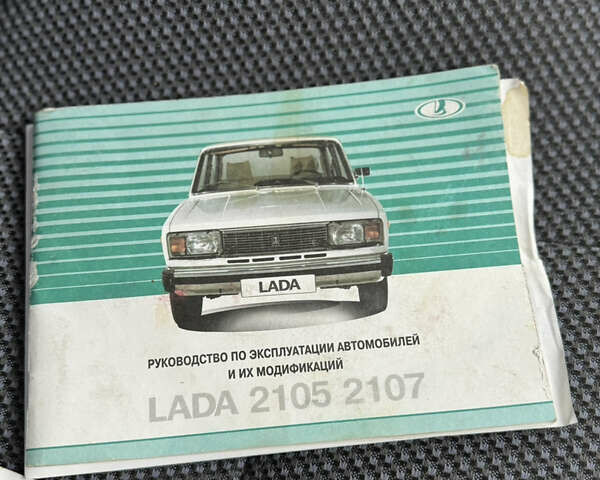 LADA
РУКОВОДСТВО ПО ЭКСПЛУАТАЦИИ АВТОМОБИЛЕЙ
И ИХ МОДИФИКАЦИЙ
LADA 2105 2107